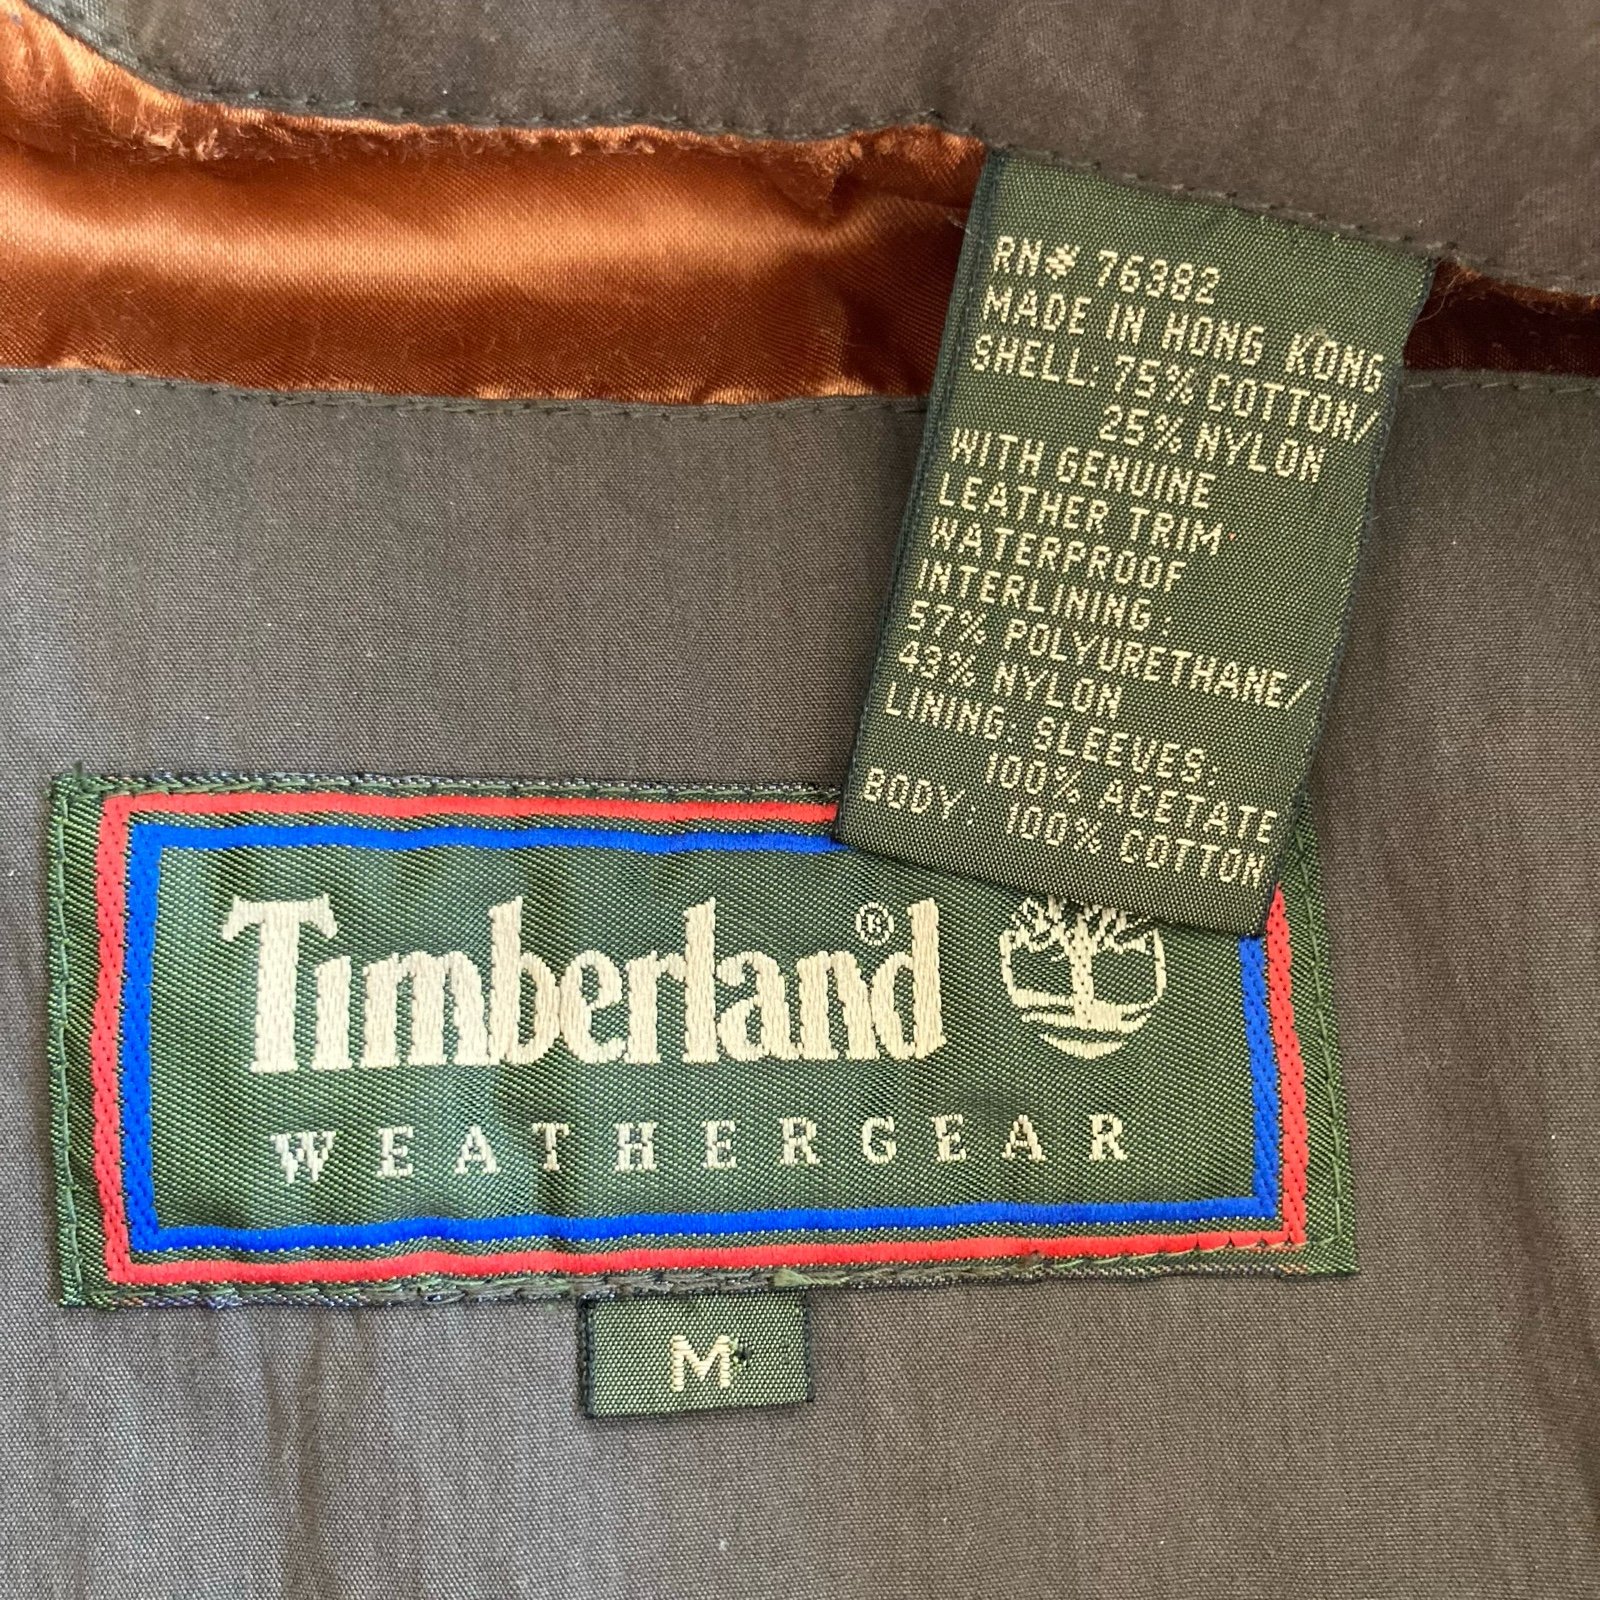 RN# 76382
MADE IN HONG KONG
SHELL: 75% COTTON/
25% NYLON
WITH GENUINE
LEATHER TRIM
WATERPROOF
INTERLINING:
57% POLYURETHANE/
43% NYLON
LINING: SLEEVES:
100% ACETATE
BODY: 100% COTTON
Timberland®
WEATHERGEAR
M